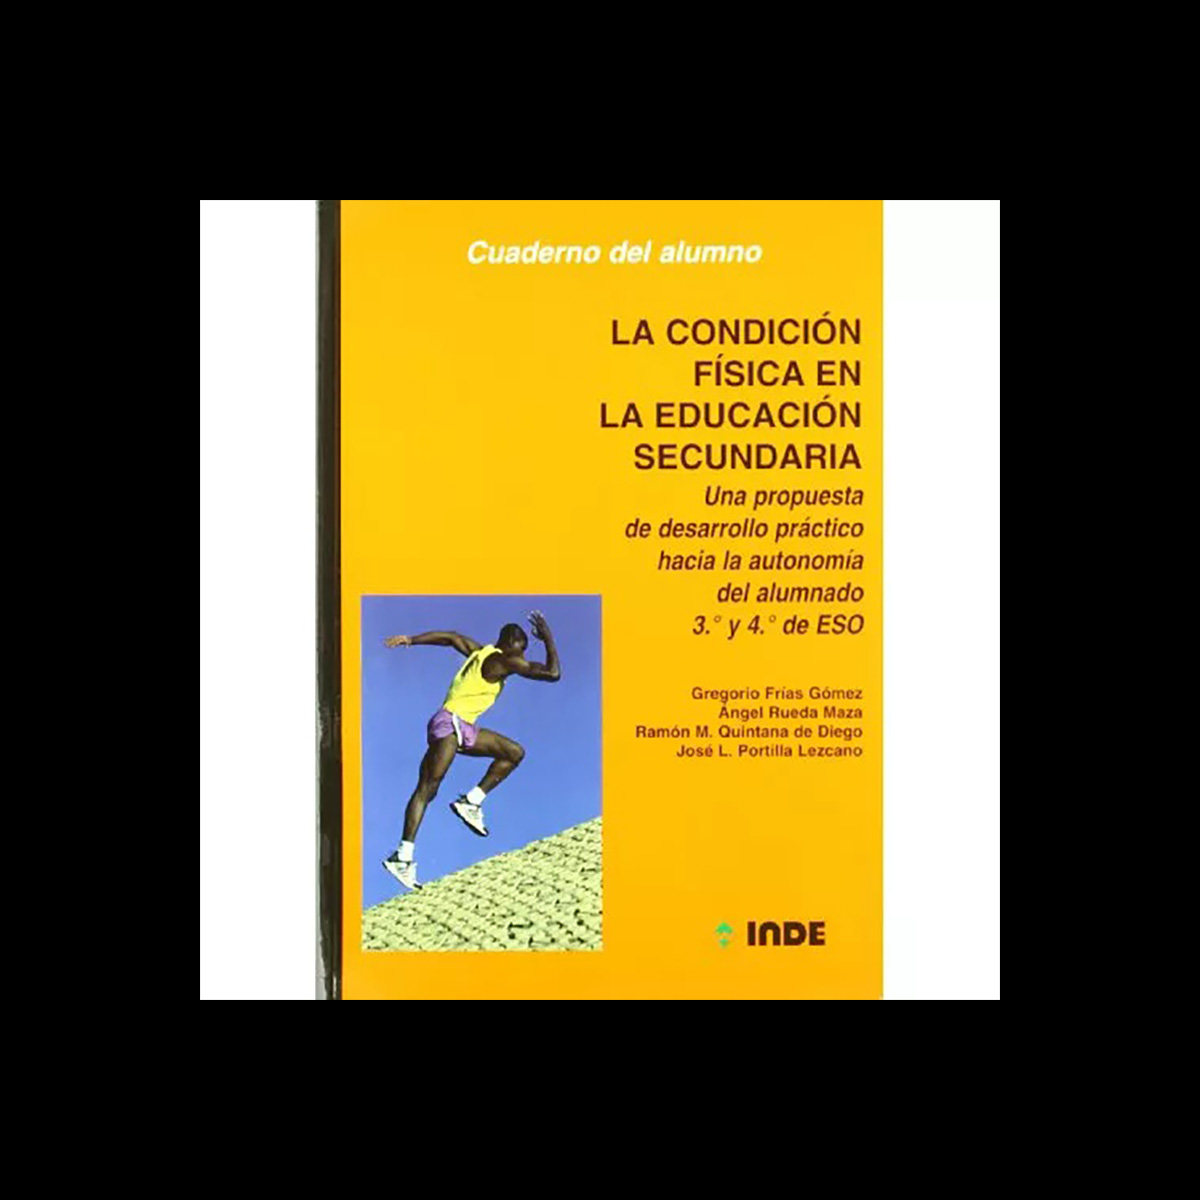 Cuaderno del alumno
LA CONDICIÓN
FÍSICA EN
LA EDUCACIÓN
SECUNDARIA
Una propuesta
de desarrollo práctico
hacia la autonomía
del alumnado
3.° y 4.° de ESO
Gregorio Frías Gómez
Ángel Rueda Maza
Ramón M. Quintana de Diego
José L. Portilla Lezcano
INDE